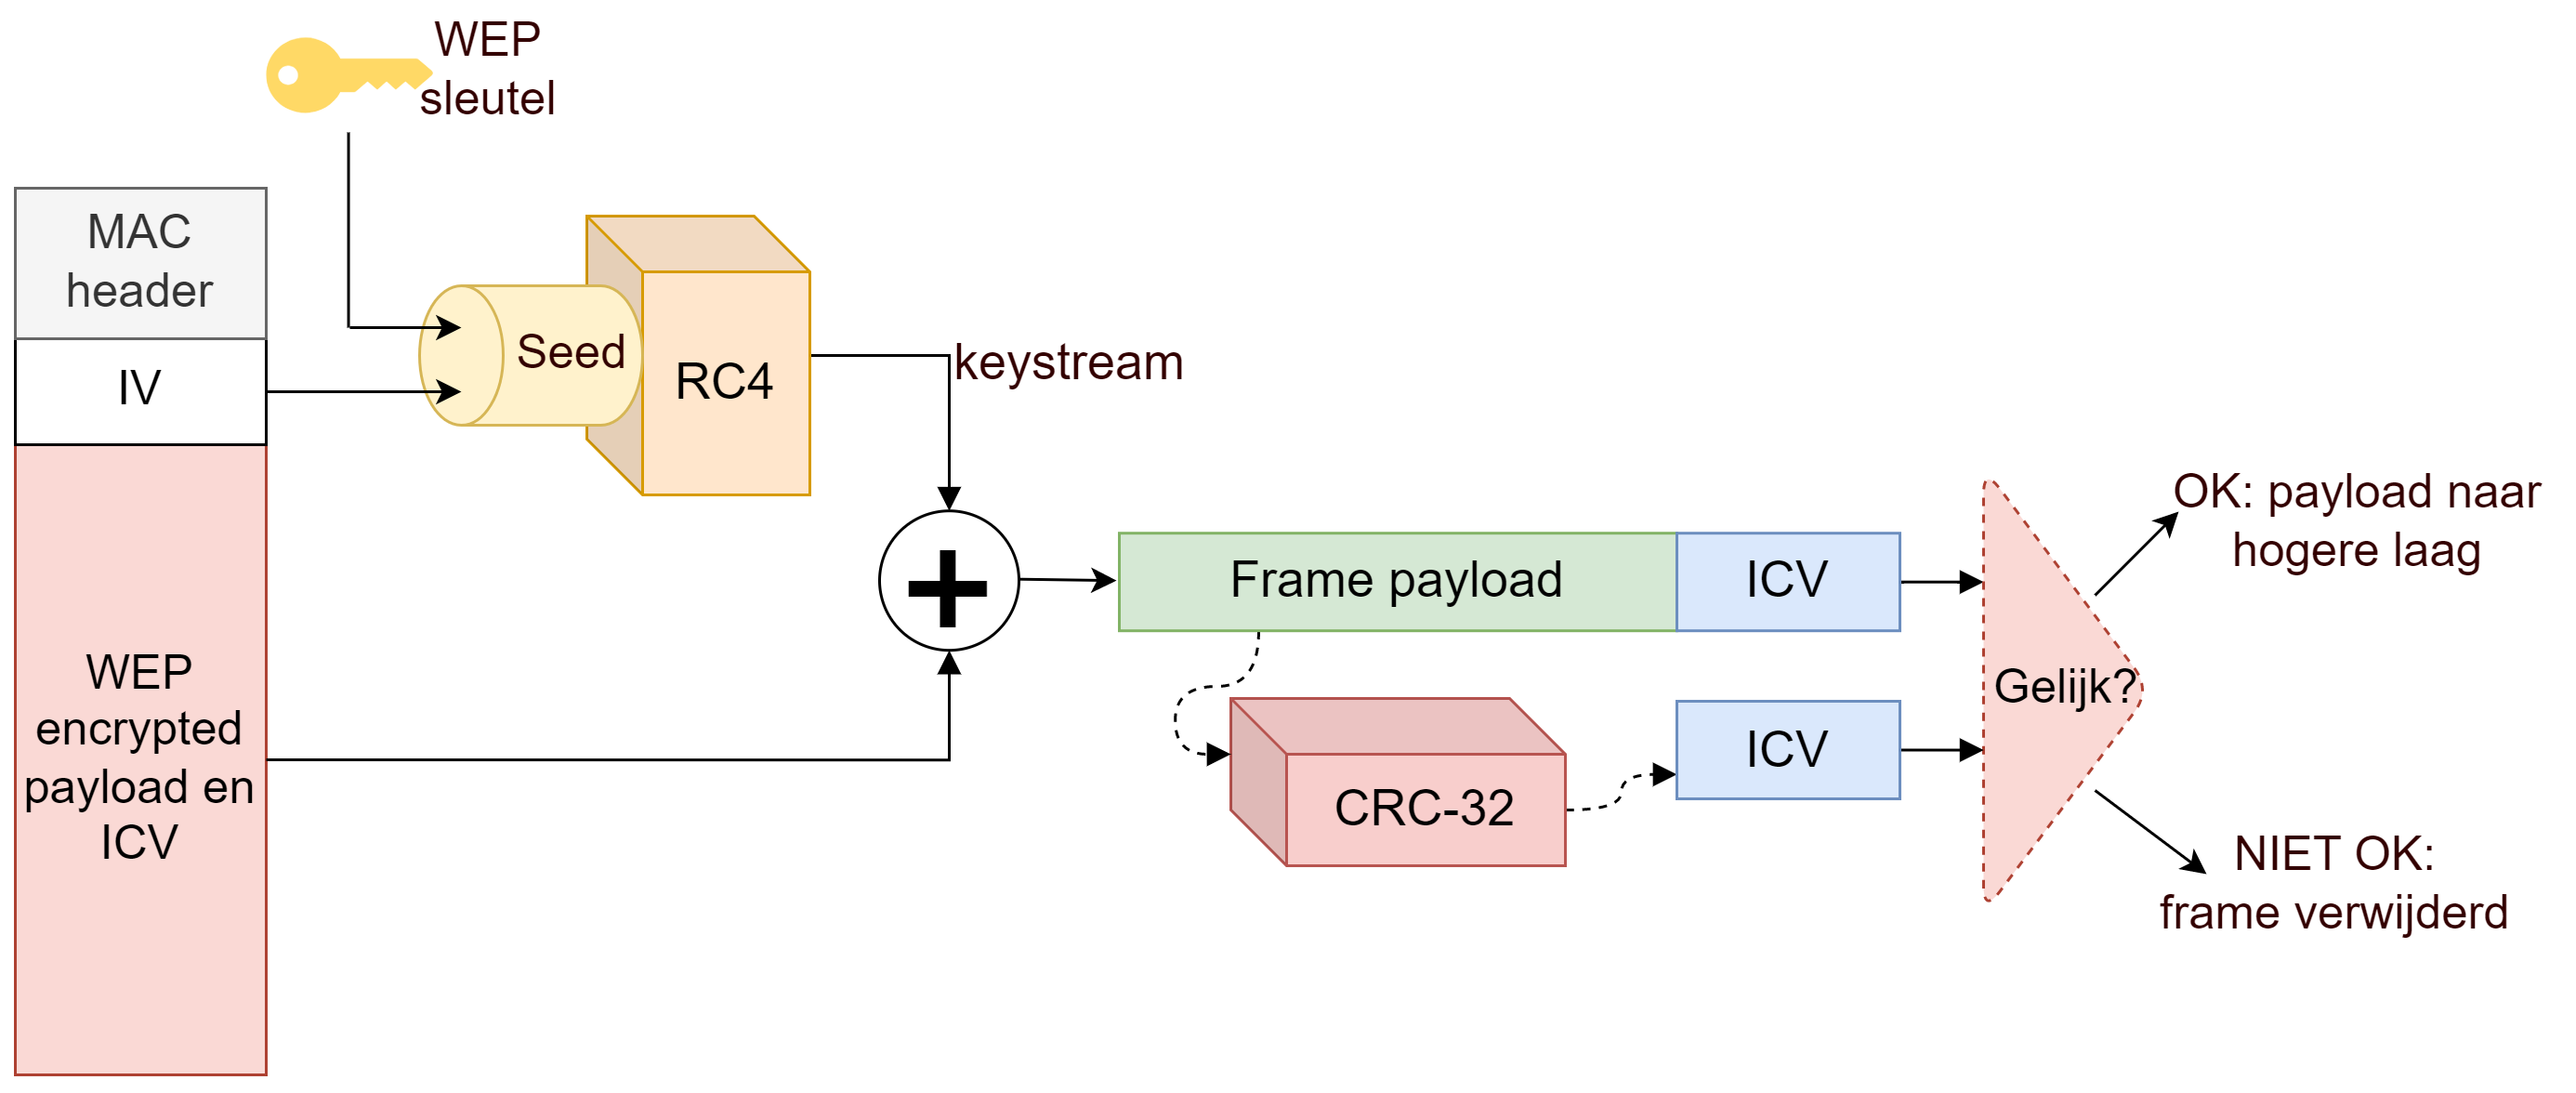 WEP
sleutel
MAC
header
IV
Seed
RC4
keystream
WEP
encrypted
payload en
ICV
Frame payload
ICV
CRC-32
ICV
Gelijk?
OK: payload naar
hogere laag
NIET OK:
frame verwijderd